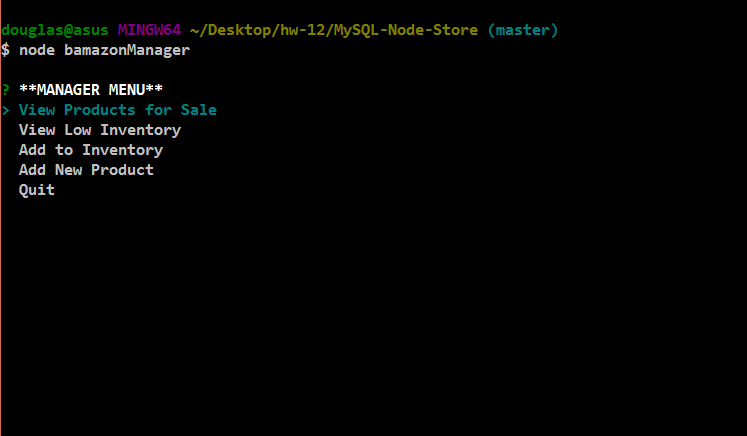 douglas@asus MINGW64 ~/Desktop/hw-12/MySQL-Node-Store (master)
$ node bamazonManager
? **MANAGER MENU**
> View Products for Sale
View Low Inventory
Add to Inventory
Add New Product
Quit